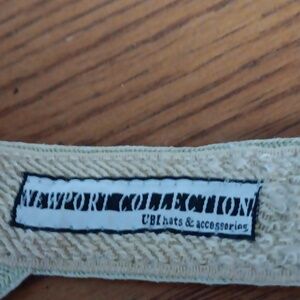 NEWPORT COLLECTION
UBI hats & accessories